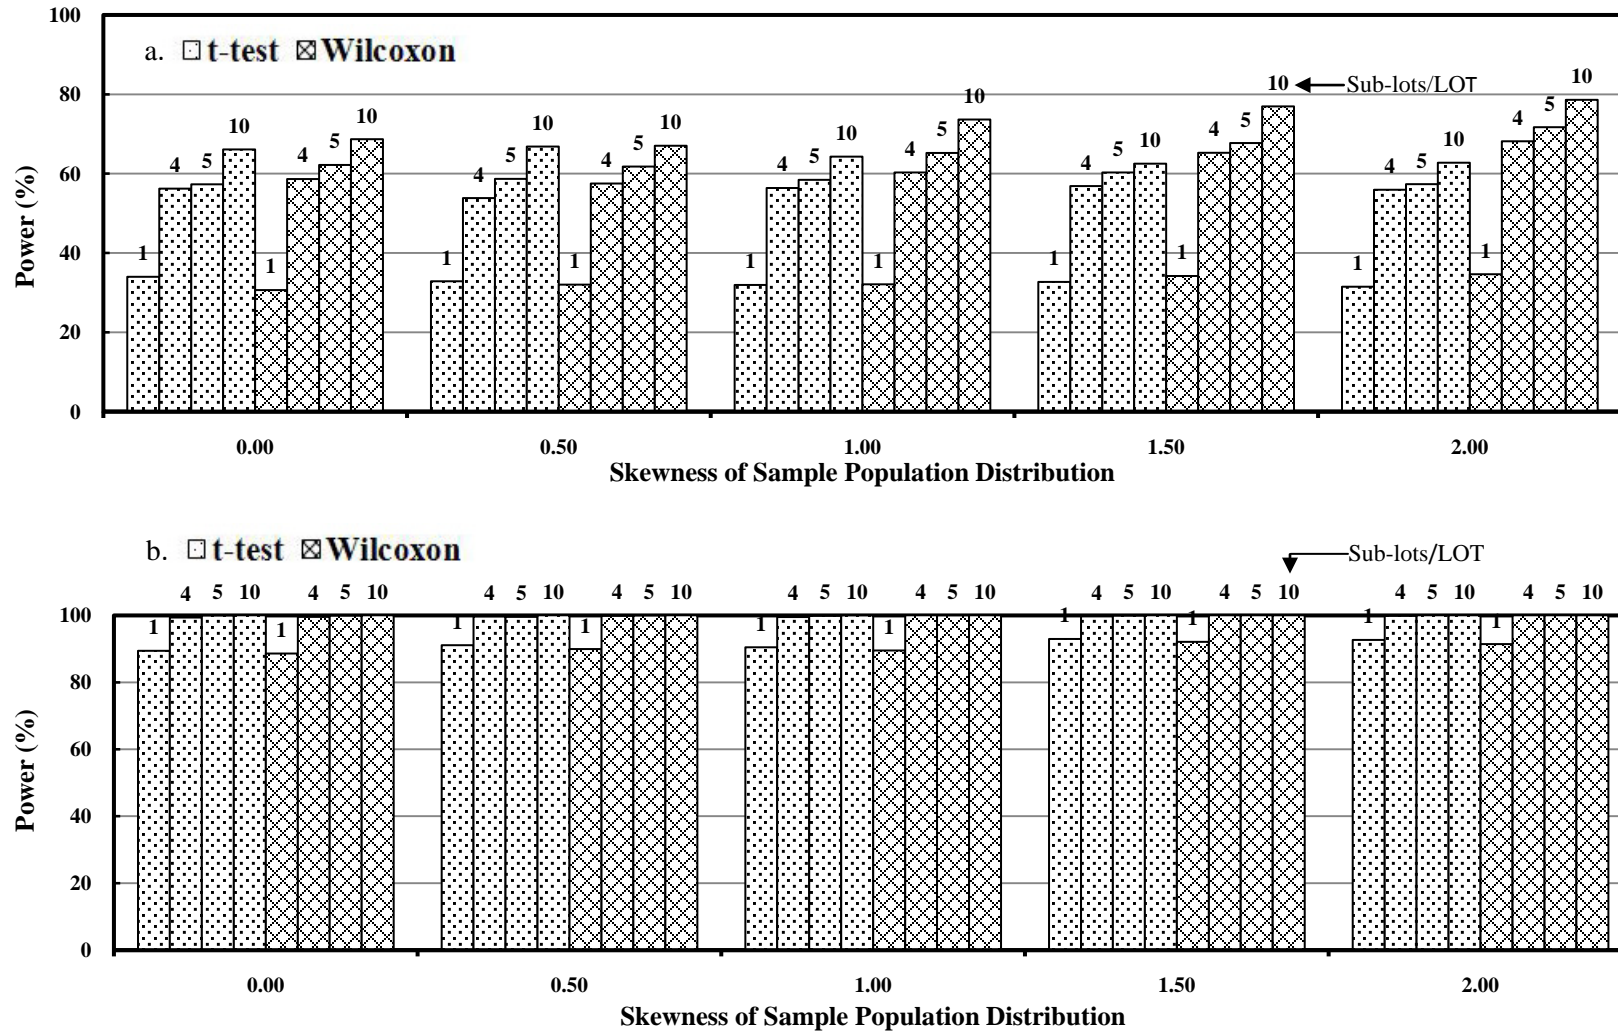 100
a. t-test Wilcoxon
80
60
40
20
0
Power (%)
1 4 5 10 1 4 5 10
1 4 5 10 1 4 5 10
1 4 5 10 1 4 5 10
1 4 5 10 1 4 5 10 Sub-lots/LOT
1 4 5 10 1 4 5 10
0.00 0.50 1.00 1.50 2.00
Skewness of Sample Population Distribution
b. t-test Wilcoxon
Sub-lots/LOT
1 4 5 10 1 4 5 10
1 4 5 10 1 4 5 10
1 4 5 10 1 4 5 10
1 4 5 10 1 4 5 10
1 4 5 10 1 4 5 10
100
80
60
40
20
0
Power (%)
0.00 0.50 1.00 1.50 2.00
Skewness of Sample Population Distribution